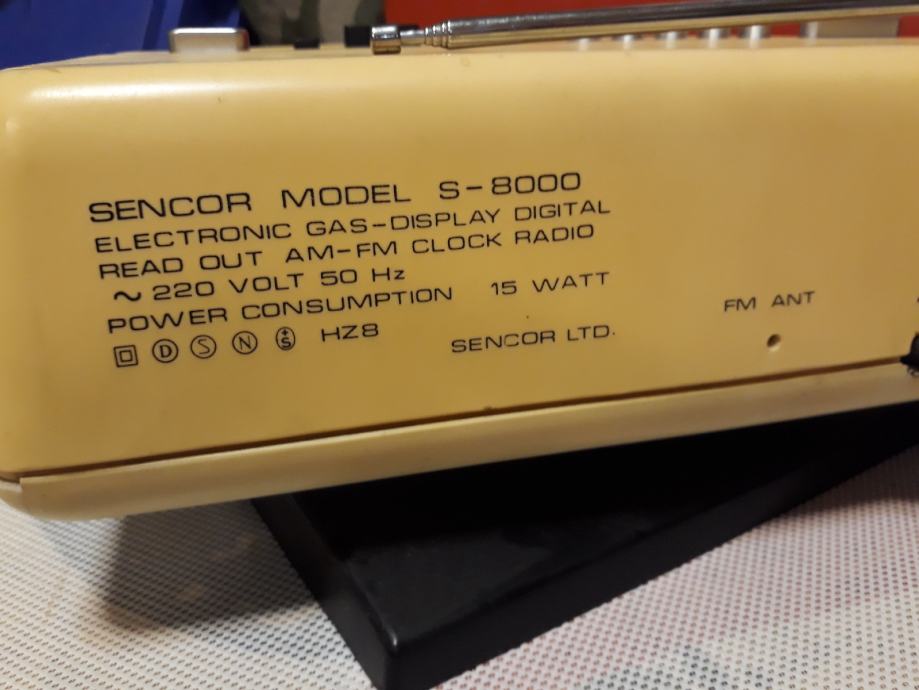 SENCOR MODEL S-8000
ELECTRONIC GAS-DISPLAY DIGITAL
READ OUT AM-FM CLOCK RADIO
~ 220 VOLT 50 Hz
POWER CONSUMPTION 15 WATT
D S N +S HZ8
SENCOR LTD.
FM ANT